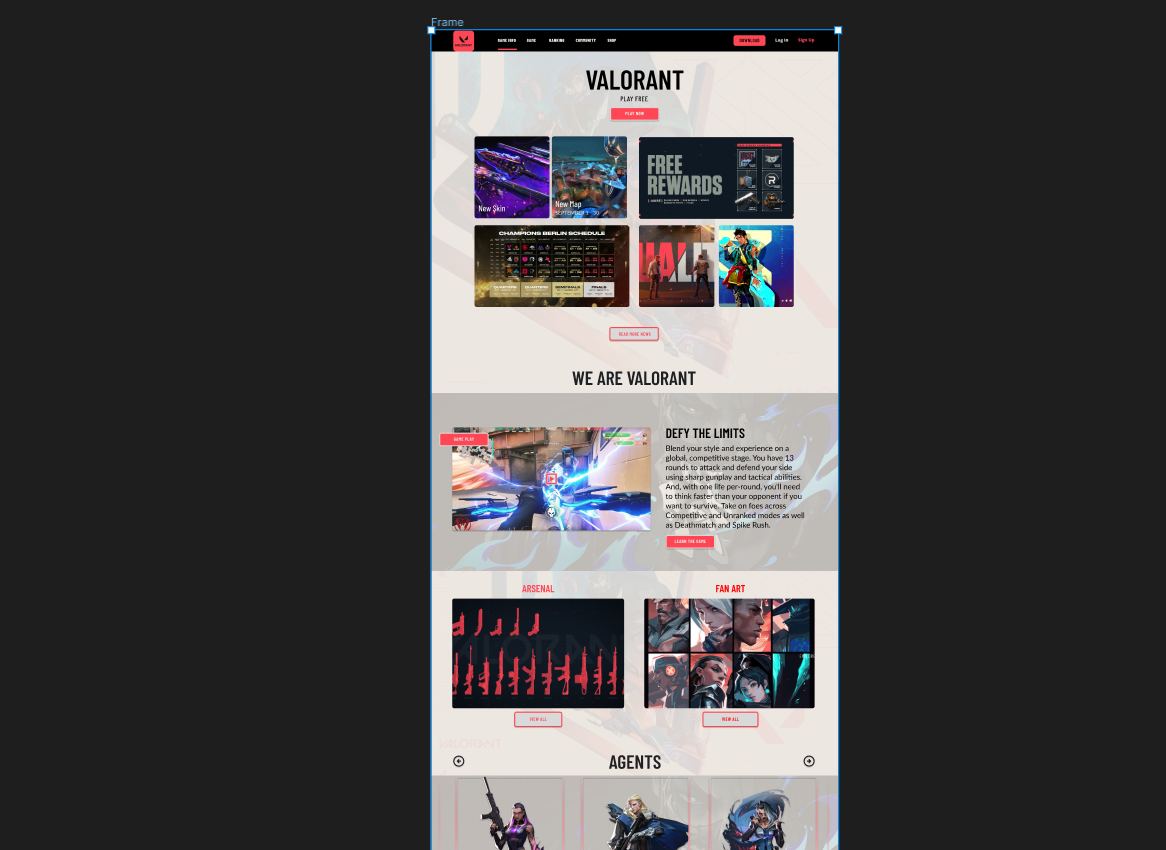 Frame
GAME INFO GAME RANKING COMMUNITY SHOP DOWNLOAD Log In Sign Up
VALORANT
PLAY FREE
PLAY NOW
New Skin
New Map
SEPTEMBER 1 - 30
FREE
REWARDS
CHAMPIONS BERLIN SCHEDULE
QUARTERS
SEMIFINALS
FINALS
READ MORE NEWS
WE ARE VALORANT
GAME PLAY
DEFY THE LIMITS
Blend your style and experience on a
global, competitive stage. You have 13
rounds to attack and defend your side
using sharp gunplay and tactical abilities.
And, with one life per-round, you'll need
to think faster than your opponent if you
want to survive. Take on foes across
Competitive and Unranked modes as well
as Deathmatch and Spike Rush.
LEARN THE GAME
ARSENAL
FAN ART
VIEW ALL
VIEW ALL
AGENTS